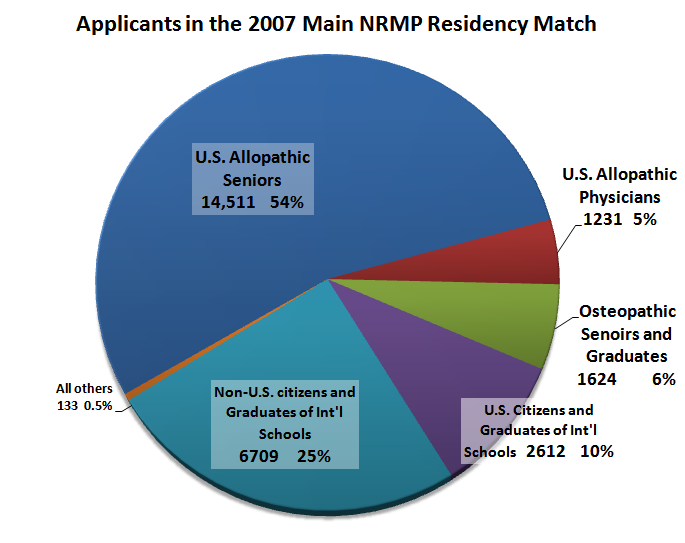 Applicants in the 2007 Main NRMP Residency Match
U.S. Allopathic
Seniors
14,511 54%
U.S. Allopathic
Physicians
1231 5%
Osteopathic
Senoirs and
Graduates
1624 6%
U.S. Citizens and
Graduates of Int'l
Schools 2612 10%
Non-U.S. citizens and
Graduates of Int'l
Schools
6709 25%
All others
133 0.5%